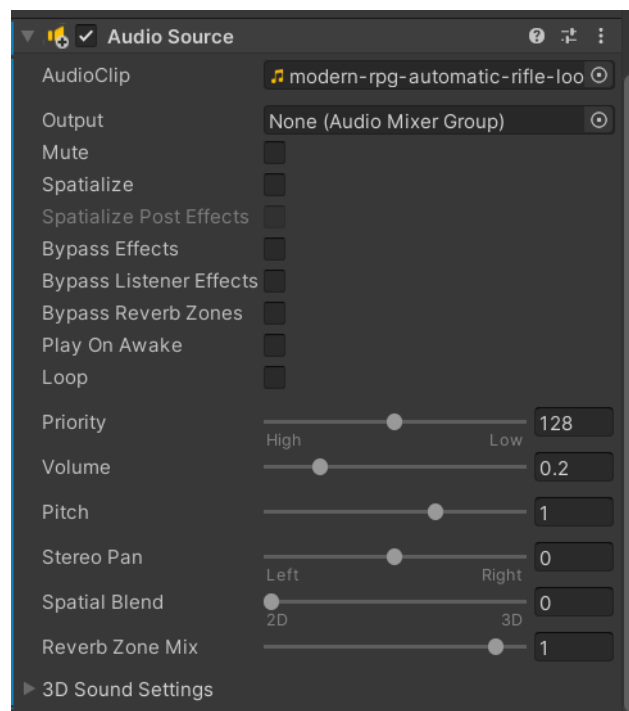 Audio Source
AudioClip modern-rpg-automatic-rifle-loo
Output None (Audio Mixer Group)
Mute
Spatialize
Spatialize Post Effects
Bypass Effects
Bypass Listener Effects
Bypass Reverb Zones
Play On Awake
Loop
Priority 128
High Low
Volume 0.2
Pitch 1
Stereo Pan 0
Left Right
Spatial Blend 0
2D 3D
Reverb Zone Mix 1
3D Sound Settings